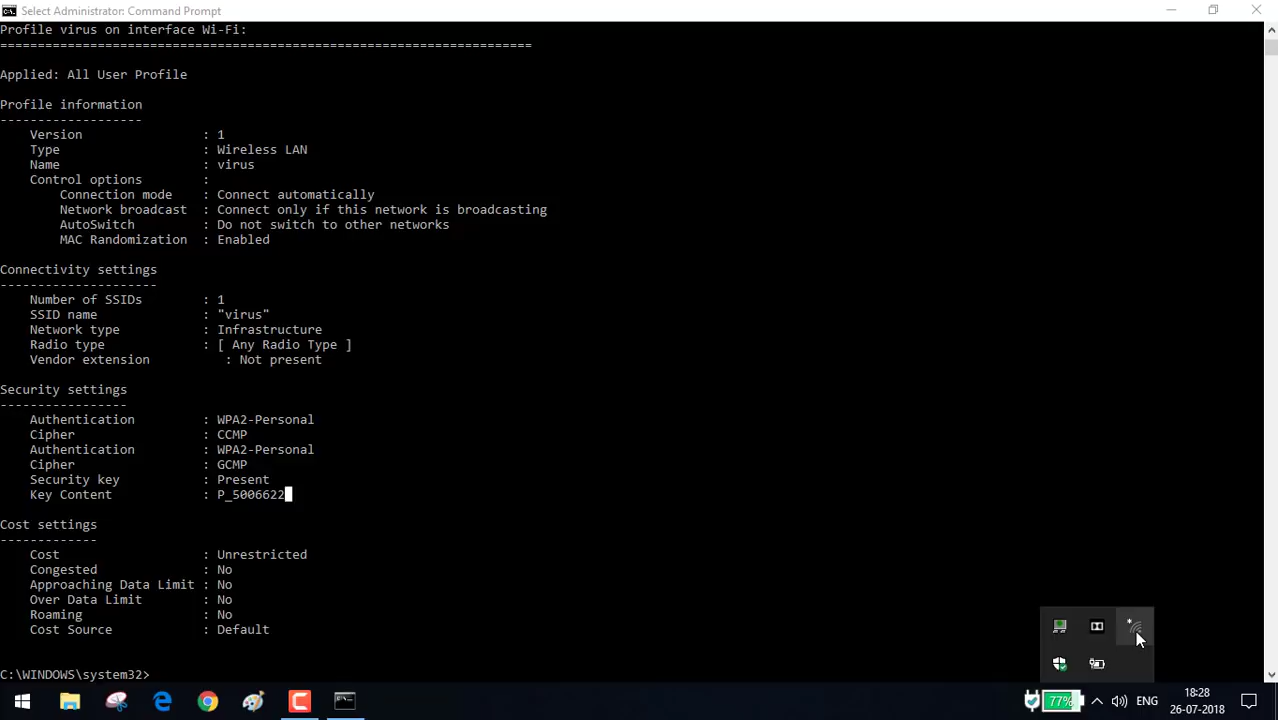 Select Administrator: Command Prompt
Profile virus on interface Wi-Fi:
=======================================================================
Applied: All User Profile
Profile information
-------------------
Version : 1
Type : Wireless LAN
Name : virus
Control options :
Connection mode : Connect automatically
Network broadcast : Connect only if this network is broadcasting
AutoSwitch : Do not switch to other networks
MAC Randomization : Enabled
Connectivity settings
---------------------
Number of SSIDs : 1
SSID name : "virus"
Network type : Infrastructure
Radio type : [ Any Radio Type ]
Vendor extension : Not present
Security settings
-----------------
Authentication : WPA2-Personal
Cipher : CCMP
Authentication : WPA2-Personal
Cipher : GCMP
Security key : Present
Key Content : P_5006622
Cost settings
-------------
Cost : Unrestricted
Congested : No
Approaching Data Limit : No
Over Data Limit : No
Roaming : No
Cost Source : Default
C:\WINDOWS\system32>
77%
ENG
18:28
26-07-2018